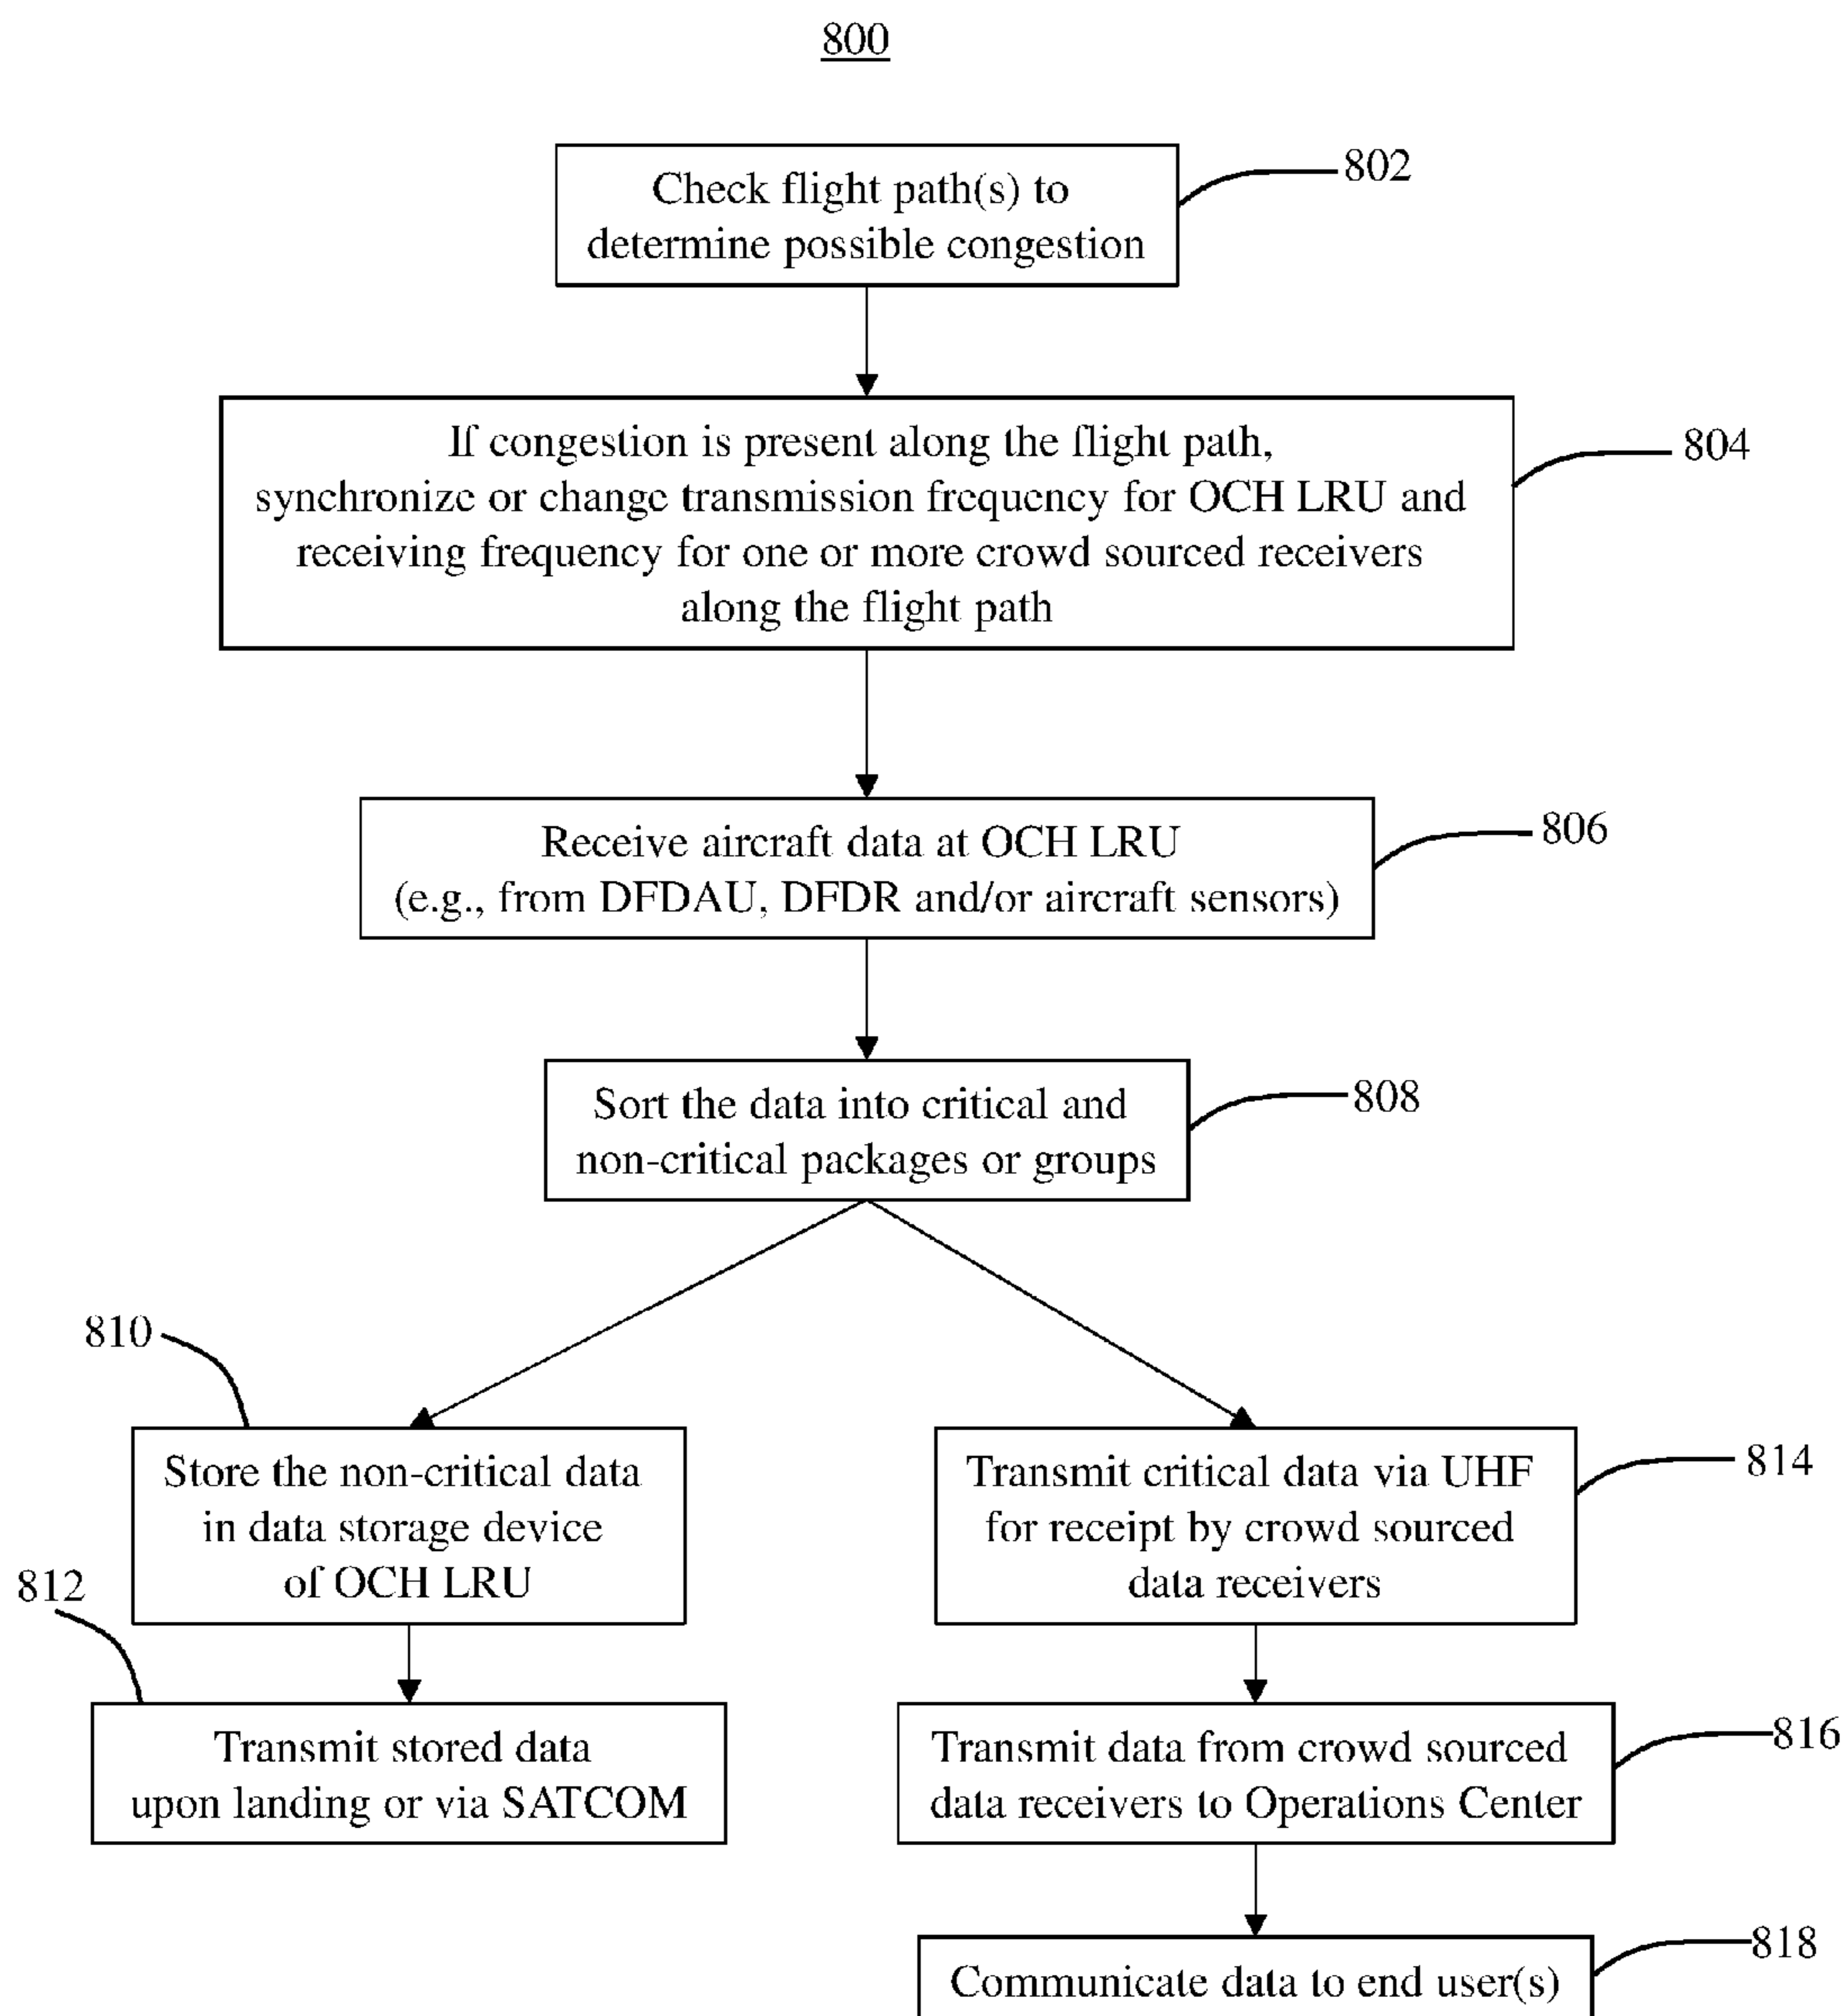 800
Check flight path(s) to
determine possible congestion
802
If congestion is present along the flight path,
synchronize or change transmission frequency for OCH LRU and
receiving frequency for one or more crowd sourced receivers
along the flight path
804
Receive aircraft data at OCH LRU
(e.g., from DFDAU, DFDR and/or aircraft sensors)
806
Sort the data into critical and
non-critical packages or groups
808
810
Store the non-critical data
in data storage device
of OCH LRU
812
Transmit stored data
upon landing or via SATCOM
Transmit critical data via UHF
for receipt by crowd sourced
data receivers
814
Transmit data from crowd sourced
data receivers to Operations Center
816
Communicate data to end user(s)
818